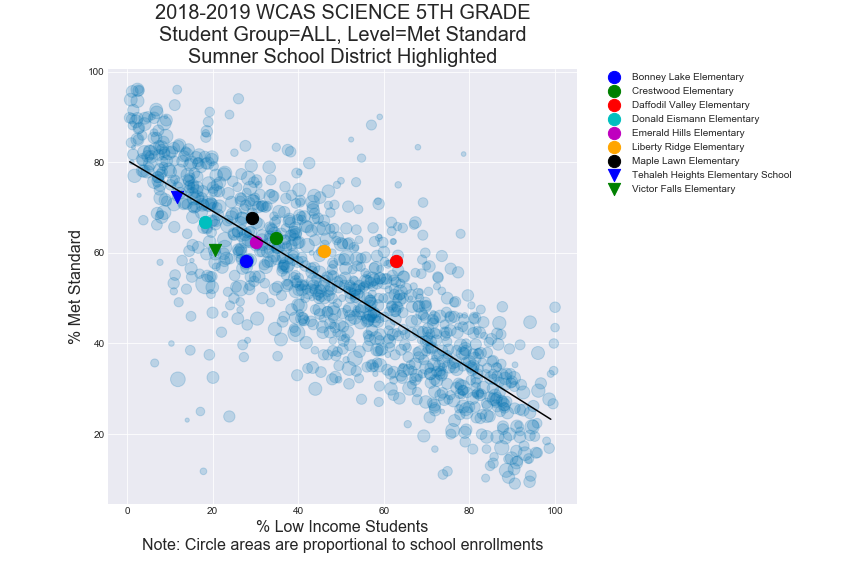 2018-2019 WCAS SCIENCE 5TH GRADE
Student Group=ALL, Level=Met Standard
Sumner School District Highlighted
100
80
60
40
20
% Met Standard
0
20
40
60
80
100
% Low Income Students
Note: Circle areas are proportional to school enrollments
Bonney Lake Elementary
Crestwood Elementary
Daffodil Valley Elementary
Donald Eismann Elementary
Emerald Hills Elementary
Liberty Ridge Elementary
Maple Lawn Elementary
Tehaleh Heights Elementary School
Victor Falls Elementary